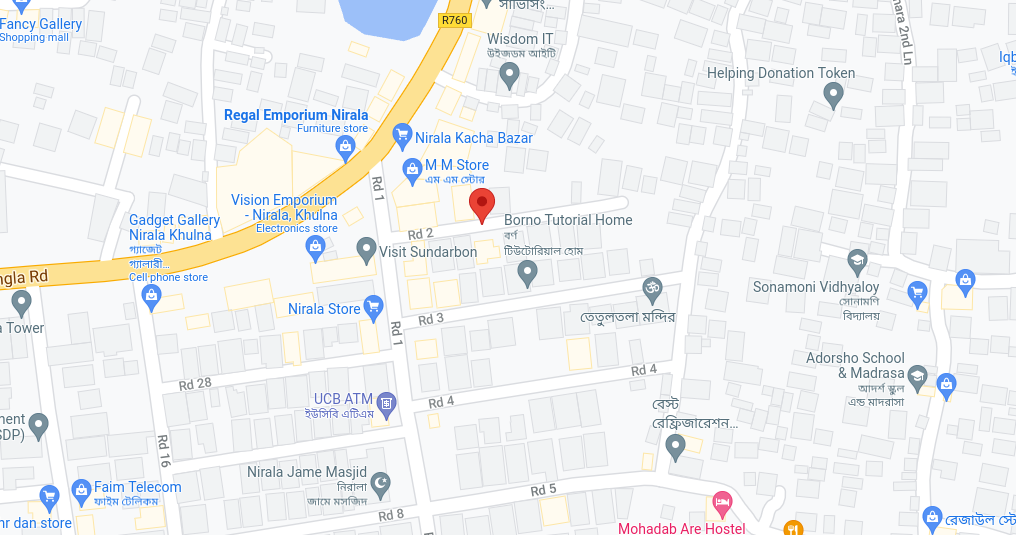 Fancy Gallery
Shopping mall
R760
Wisdom IT
উইজডম আইটি
Helping Donation Token
Regal Emporium Nirala
Furniture store
Nirala Kacha Bazar
M M Store
এম এম স্টোর
Rd 1
Vision Emporium
- Nirala, Khulna
Electronics store
Gadget Gallery
Nirala Khulna
গ্যাজেট
গ্যালারী...
Cell phone store
Rd 2
Borno Tutorial Home
বর্ণ
টিউটোরিয়াল হোম
Visit Sundarbon
ngla Rd
Sonamoni Vidhyaloy
সোনামণি
বিদ্যালয়
Nirala Store
Rd 3
তেতুলতলা মন্দির
a Tower
Rd 1
Adorsho School
& Madrasa
আদর্শ স্কুল
এন্ড মাদরাসা
Rd 28
Rd 4
Rd 4
UCB ATM
ইউসিবি এটিএম
বেস্ট
রেফ্রিজারেশন...
ment
SDP)
Rd 16
Nirala Jame Masjid
নিরালা
জামে মসজিদ
Faim Telecom
ফাইম টেলিকম
Rd 5
Rd 8
hr dan store
Mohadab Are Hostel
রেজাউল স্টো